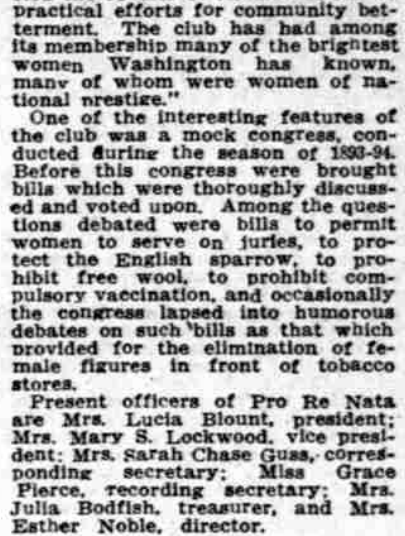 practical efforts for community bet-
terment. The club has had among
its membership many of the brightest
women Washington has known,
many of whom were women of na-
tional prestige."
One of the interesting features of
the club was a mock congress, con-
ducted during the season of 1893-94.
Before this congress were brought
bills which were thoroughly discuss-
ed and voted upon. Among the ques-
tions debated were bills to permit
women to serve on juries, to pro-
tect the English sparrow, to pro-
hibit free wool, to prohibit com-
pulsory vaccination, and occasionally
the congress lapsed into humorous
debates on such bills as that which
provided for the elimination of fe-
male figures in front of tobacco
stores.
Present officers of Pro Re Nata
are Mrs. Lucia Blount, president;
Mrs. Mary S. Lockwood, vice presi-
dent; Mrs. Sarah Chase Guss, corres-
ponding secretary; Miss Grace
Pierce, recording secretary; Mrs.
Julia Bodfish, treasurer, and Mrs.
Esther Noble, director.